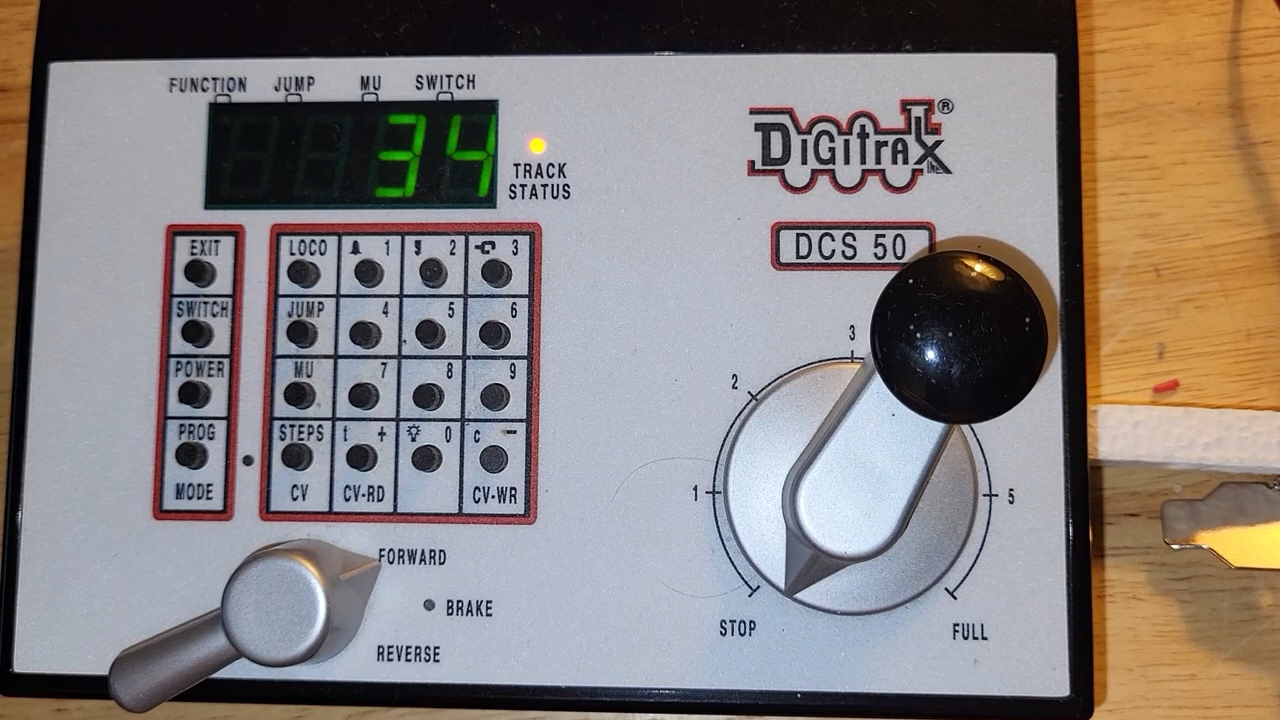 FUNCTION JUMP MU SWITCH
34
TRACK
STATUS
DIGITRAX ®
INC.
DCS 50
EXIT LOCO 1 2 3
SWITCH JUMP 4 5 6
POWER MU 7 8 9
PROG STEPS t + 0 c -
MODE CV CV-RD CV-WR
3
2
1 5
STOP FULL
FORWARD
BRAKE
REVERSE